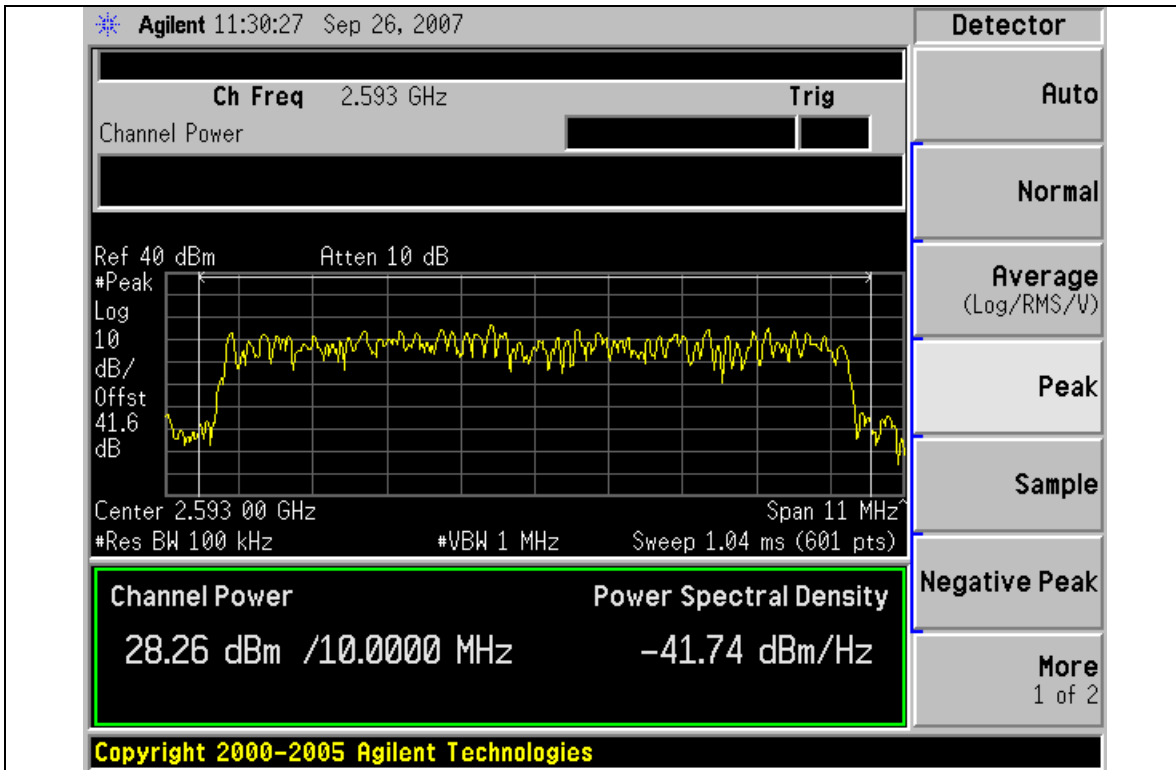 Agilent 11:30:27 Sep 26, 2007
Detector
Ch Freq 2.593 GHz Trig
Channel Power
Auto
Normal
Average
(Log/RMS/V)
Peak
Sample
Negative Peak
More
1 of 2
Ref 40 dBm Atten 10 dB
#Peak
Log
10
dB/
Offst
41.6
dB
Center 2.593 00 GHz Span 11 MHz^
#Res BW 100 kHz #VBW 1 MHz Sweep 1.04 ms (601 pts)
Channel Power Power Spectral Density
28.26 dBm /10.0000 MHz -41.74 dBm/Hz
Copyright 2000-2005 Agilent Technologies